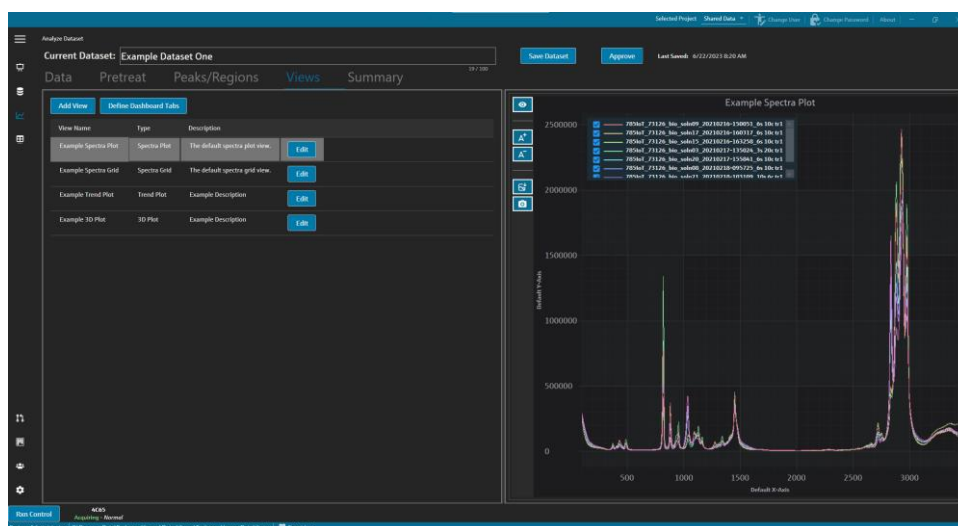 Selected Project Shared Data Change User Change Password About
Analyze Dataset
Current Dataset: Example Dataset One
19 / 100
Save Dataset Approve Last Saved: 6/22/2023 8:20 AM
Data Pretreat Peaks/Regions Views Summary
Add View Define Dashboard Tabs
View Name Type Description
Example Spectra Plot Spectra Plot The default spectra plot view. Edit
Example Spectra Grid Spectra Grid The default spectra grid view. Edit
Example Trend Plot Trend Plot Example Description Edit
Example 3D Plot 3D Plot Example Description Edit
Example Spectra Plot
A+
A-
2500000
2000000
1500000
1000000
500000
0
Default Y-Axis
500 1000 1500 2000 2500 3000
Default X-Axis
Run Control
4C65
Acquiring - Normal